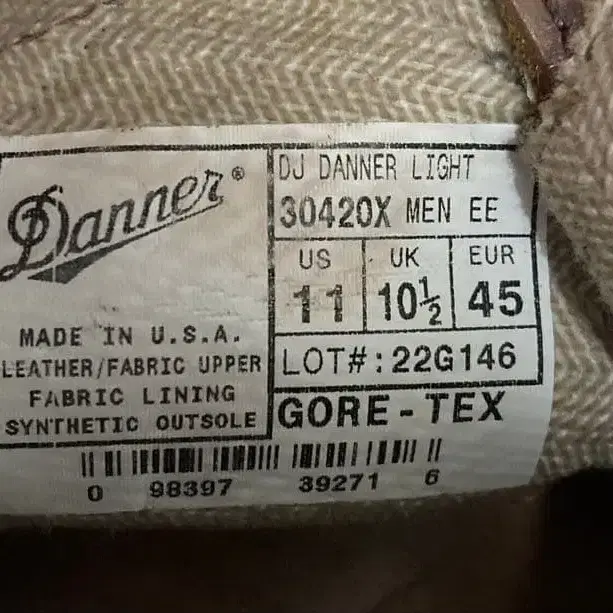 Danner®
MADE IN U.S.A.
LEATHER/FABRIC UPPER
FABRIC LINING
SYNTHETIC OUTSOLE
DJ DANNER LIGHT
30420X MEN EE
US UK EUR
11 10½ 45
LOT#:22G146
GORE-TEX
0 98397 39271 6